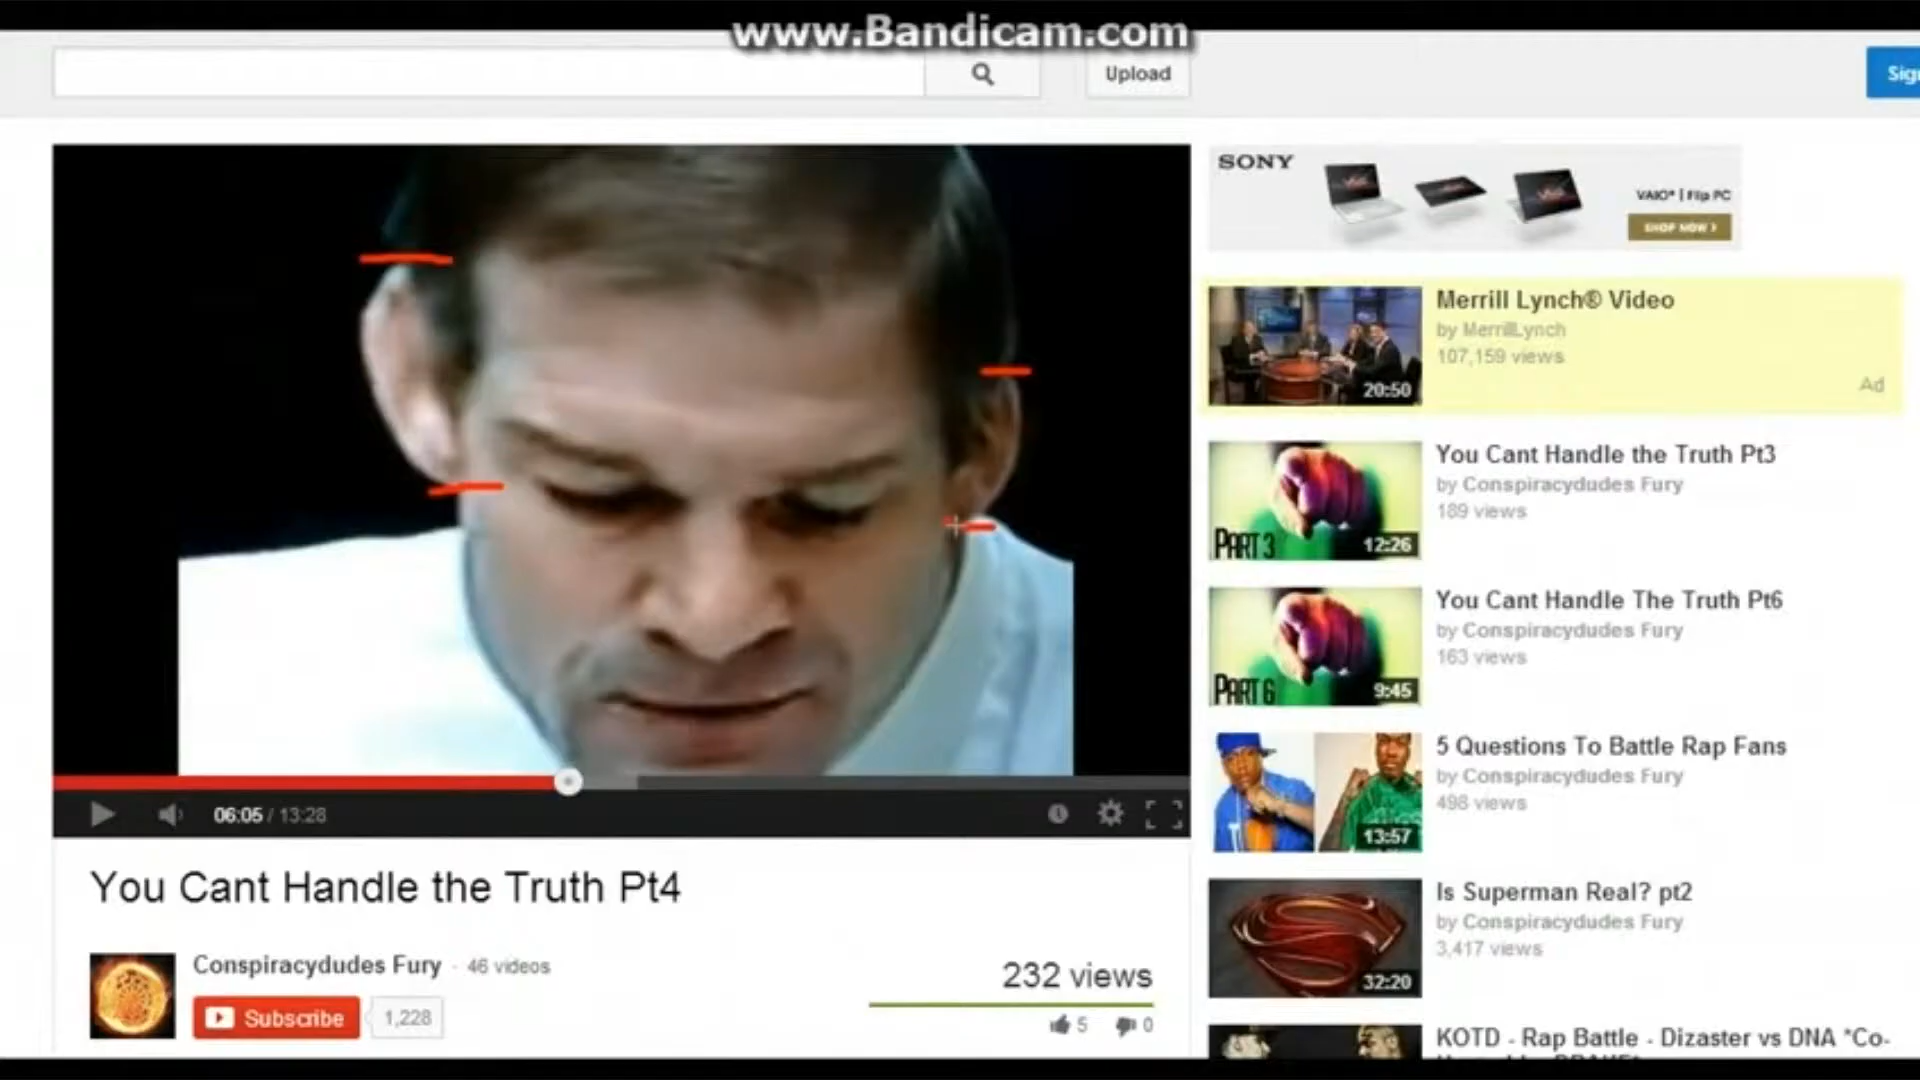 www.Bandicam.com
Upload
SONY
VAIO® | Flip PC
SHOP NOW >
Merrill Lynch® Video
by MerrillLynch
107,159 views
Ad
20:50
You Cant Handle the Truth Pt3
by Conspiracydudes Fury
189 views
PART 3
12:26
You Cant Handle The Truth Pt6
by Conspiracydudes Fury
163 views
PART 6
9:45
5 Questions To Battle Rap Fans
by Conspiracydudes Fury
498 views
13:57
Is Superman Real? pt2
by Conspiracydudes Fury
3,417 views
32:20
KOTD - Rap Battle - Dizaster vs DNA *Co-
06:05 / 13:28
You Cant Handle the Truth Pt4
Conspiracydudes Fury · 46 videos
Subscribe 1,228
232 views
5 0